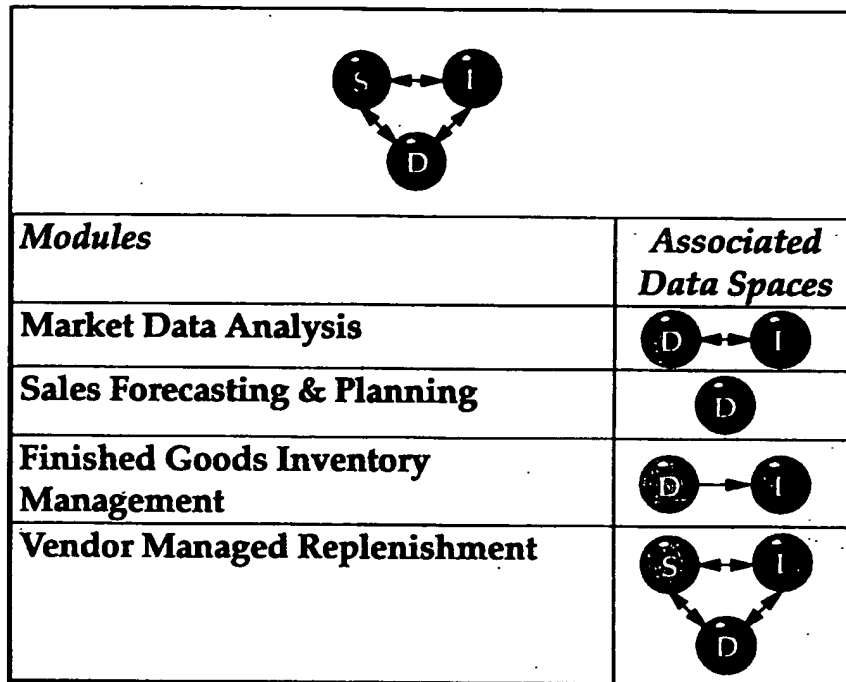 S I
D
Modules Associated
Data Spaces
Market Data Analysis D I
Sales Forecasting & Planning D
Finished Goods Inventory
Management D I
Vendor Managed Replenishment S I
D